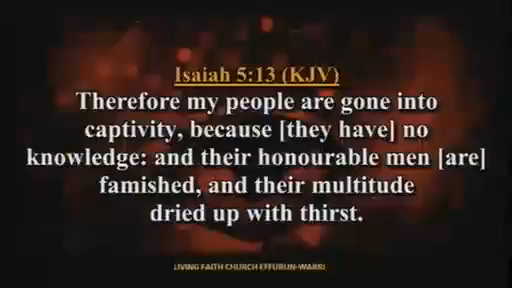 Isaiah 5:13 (KJV)
Therefore my people are gone into
captivity, because [they have] no
knowledge: and their honourable men [are]
famished, and their multitude
dried up with thirst.
LIVING FAITH CHURCH EFFURUN-WARRI